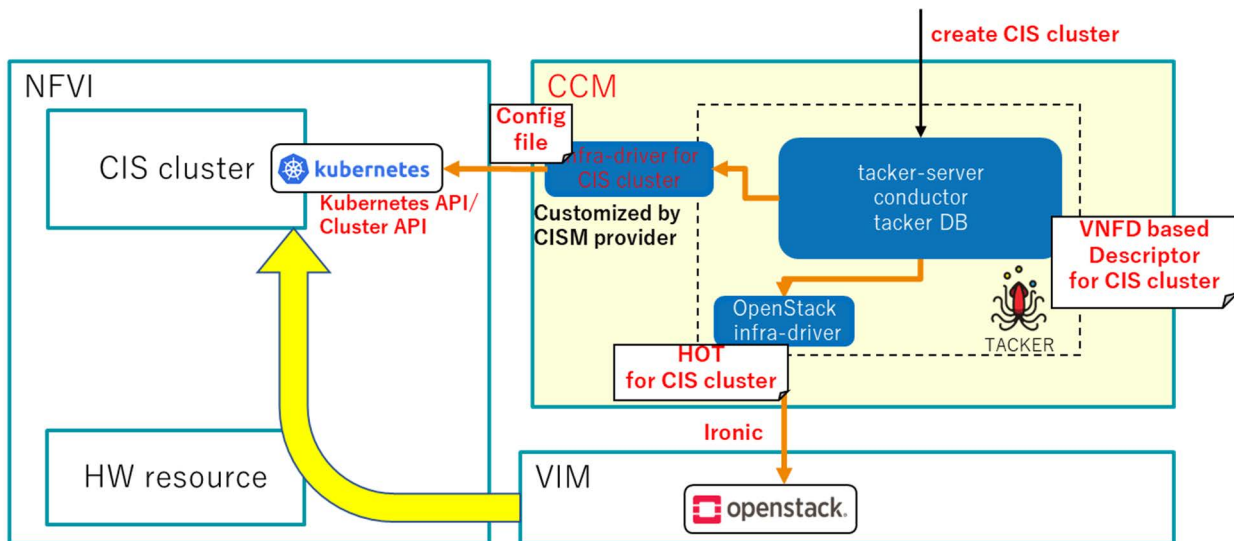 create CIS cluster
NFVI
CCM
Config
file
CIS cluster
kubernetes
Kubernetes API/
Cluster API
infra-driver for
CIS cluster
Customized by
CISM provider
tacker-server
conductor
tacker DB
VNFD based
Descriptor
for CIS cluster
OpenStack
infra-driver
TACKER
HOT
for CIS cluster
Ironic
HW resource
VIM
openstack.